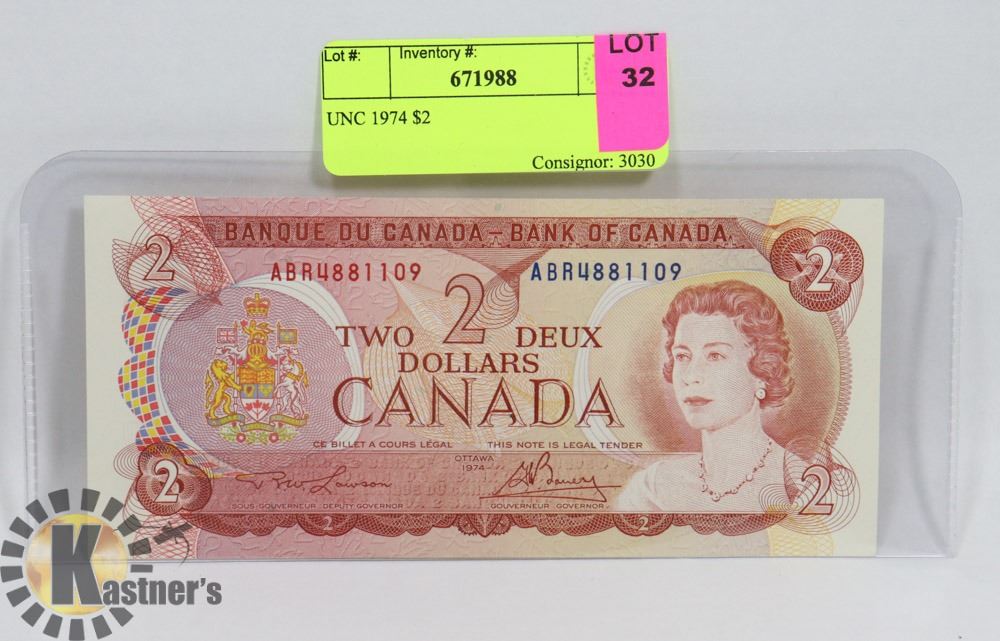 Lot #:
Inventory #:
671988
LOT
32
UNC 1974 $2
Consignor: 3030
BANQUE DU CANADA – BANK OF CANADA
2
2
ABR4881109
ABR4881109
2
TWO DEUX
DOLLARS
CANADA
CE BILLET A COURS LÉGAL THIS NOTE IS LEGAL TENDER
OTTAWA
1974
2
Lawson
2
SOUS-GOUVERNEUR DEPUTY GOVERNOR
GOUVERNEUR GOVERNOR
2
2
Kastner's